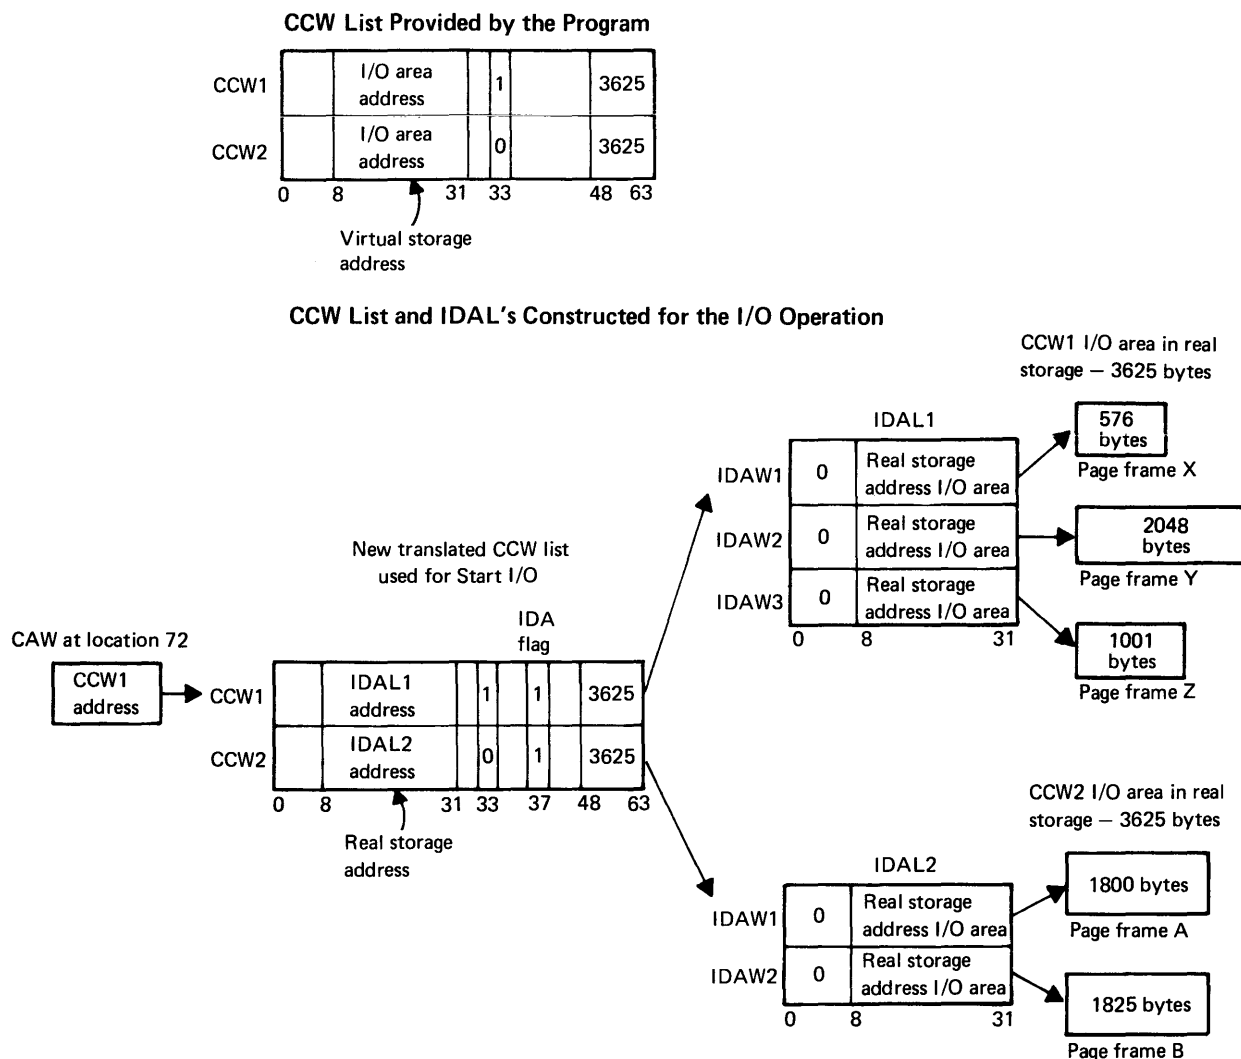 CCW List Provided by the Program
CCW1
I/O area
address
1
3625
CCW2
I/O area
address
0
3625
0 8 31 33 48 63
Virtual storage
address
CCW List and IDAL's Constructed for the I/O Operation
CCW1 I/O area in real
storage — 3625 bytes
IDAL1
576
bytes
Page frame X
IDAW1
0
Real storage
address I/O area
IDAW2
0
Real storage
address I/O area
2048
bytes
Page frame Y
IDAW3
0
Real storage
address I/O area
0 8 31
1001
bytes
Page frame Z
New translated CCW list
used for Start I/O
IDA
flag
CAW at location 72
CCW1
address
CCW1
IDAL1
address
1
1
3625
CCW2
IDAL2
address
0
1
3625
0 8 31 33 37 48 63
Real storage
address
CCW2 I/O area in real
storage — 3625 bytes
IDAL2
IDAW1
0
Real storage
address I/O area
1800 bytes
Page frame A
IDAW2
0
Real storage
address I/O area
0 8 31
1825 bytes
Page frame B